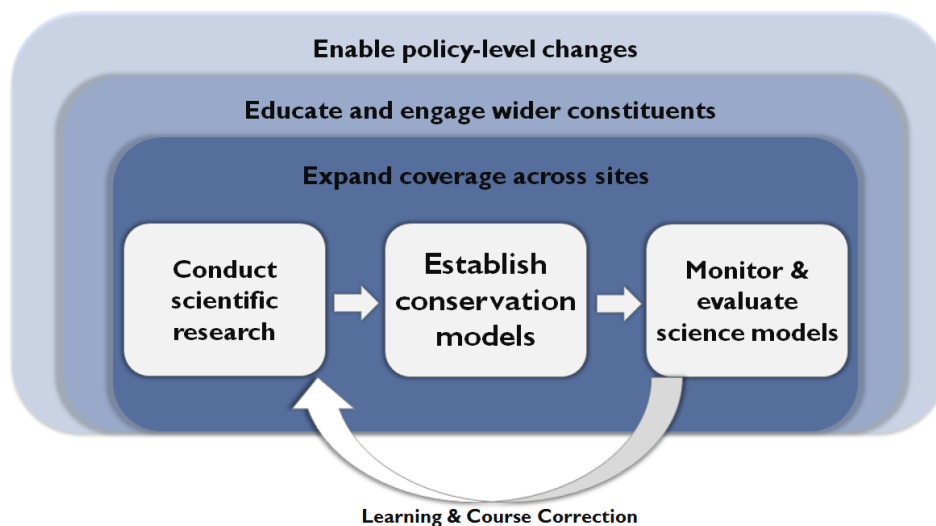 Enable policy-level changes
Educate and engage wider constituents
Expand coverage across sites
Conduct
scientific
research
Establish
conservation
models
Monitor &
evaluate
science models
Learning & Course Correction